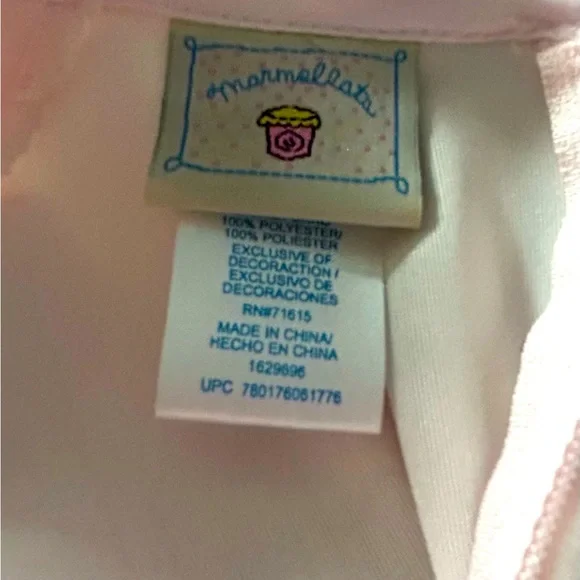 marmellata
100% POLYESTER/
100% POLIESTER
EXCLUSIVE OF
DECORACTION /
EXCLUSIVO DE
DECORACIONES
RN#71615
MADE IN CHINA/
HECHO EN CHINA
1629696
UPC 780176061776